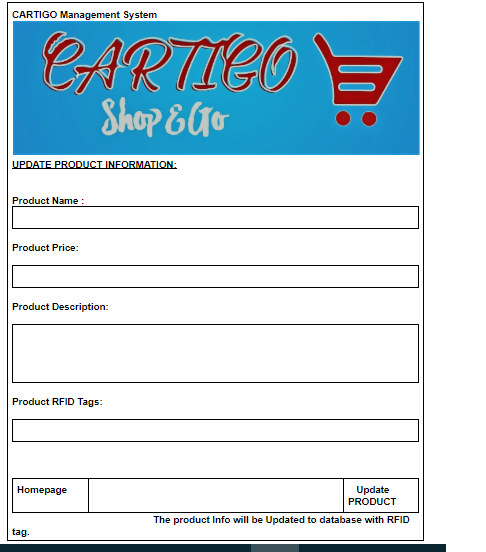 CARTIGO Management System
CARTIGO
Shop & Go
UPDATE PRODUCT INFORMATION:
Product Name :
Product Price:
Product Description:
Product RFID Tags:
Homepage
Update
PRODUCT
The product Info will be Updated to database with RFID
tag.